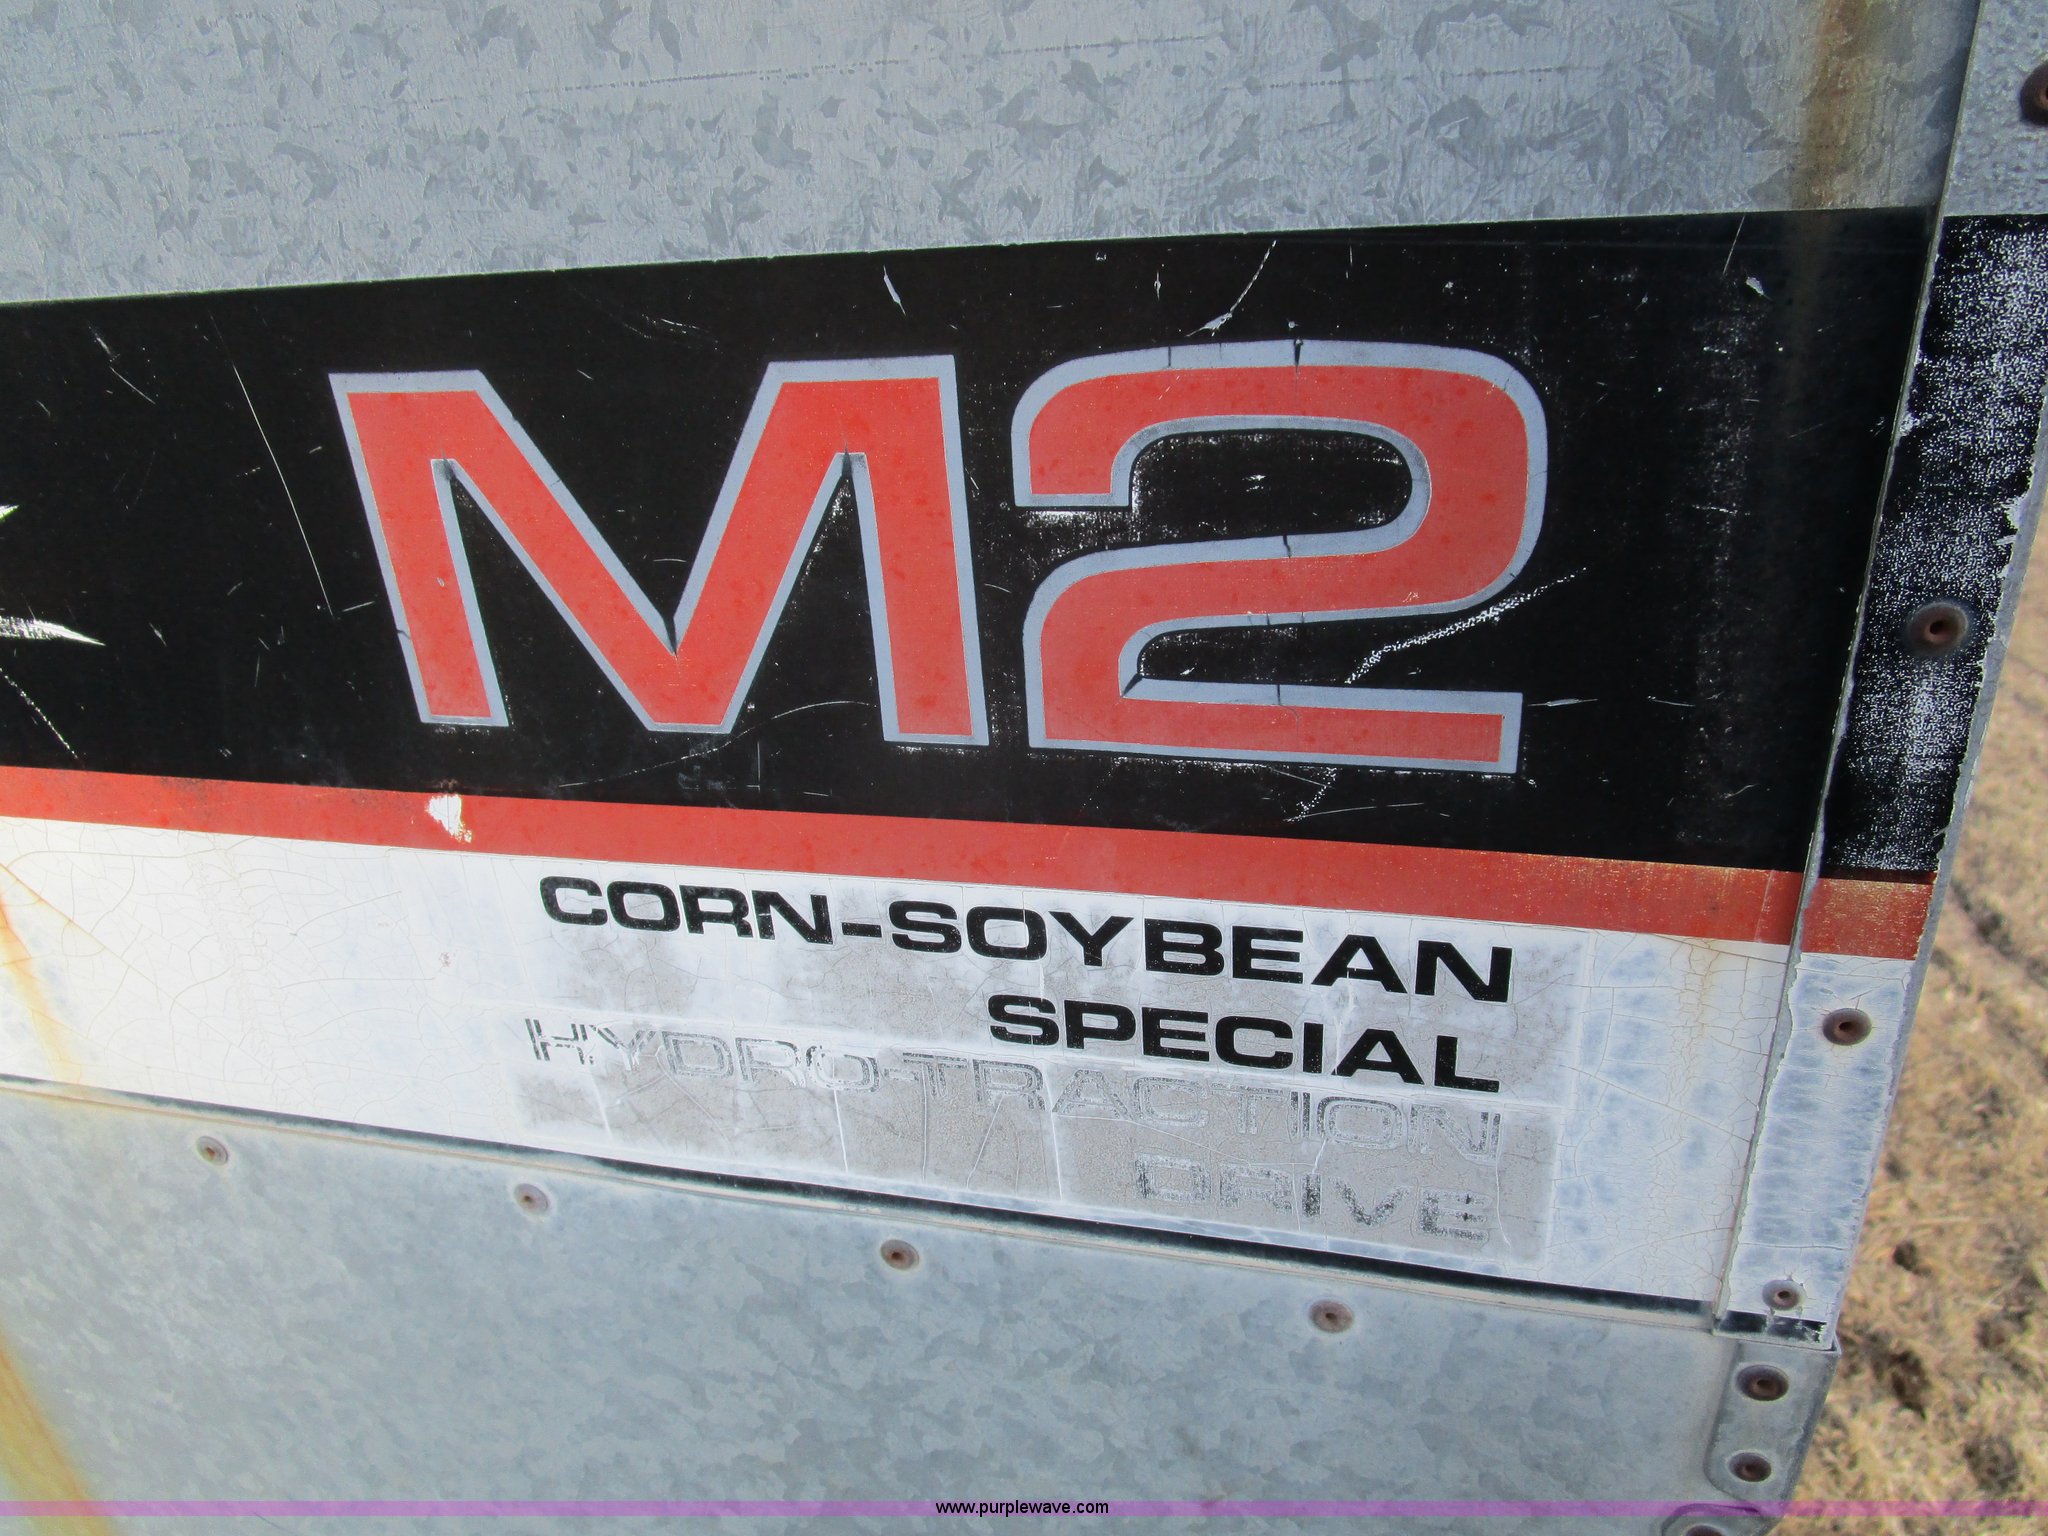 M2
CORN-SOYBEAN
SPECIAL
HYDRO-TRACTION
DRIVE
www.purplewave.com